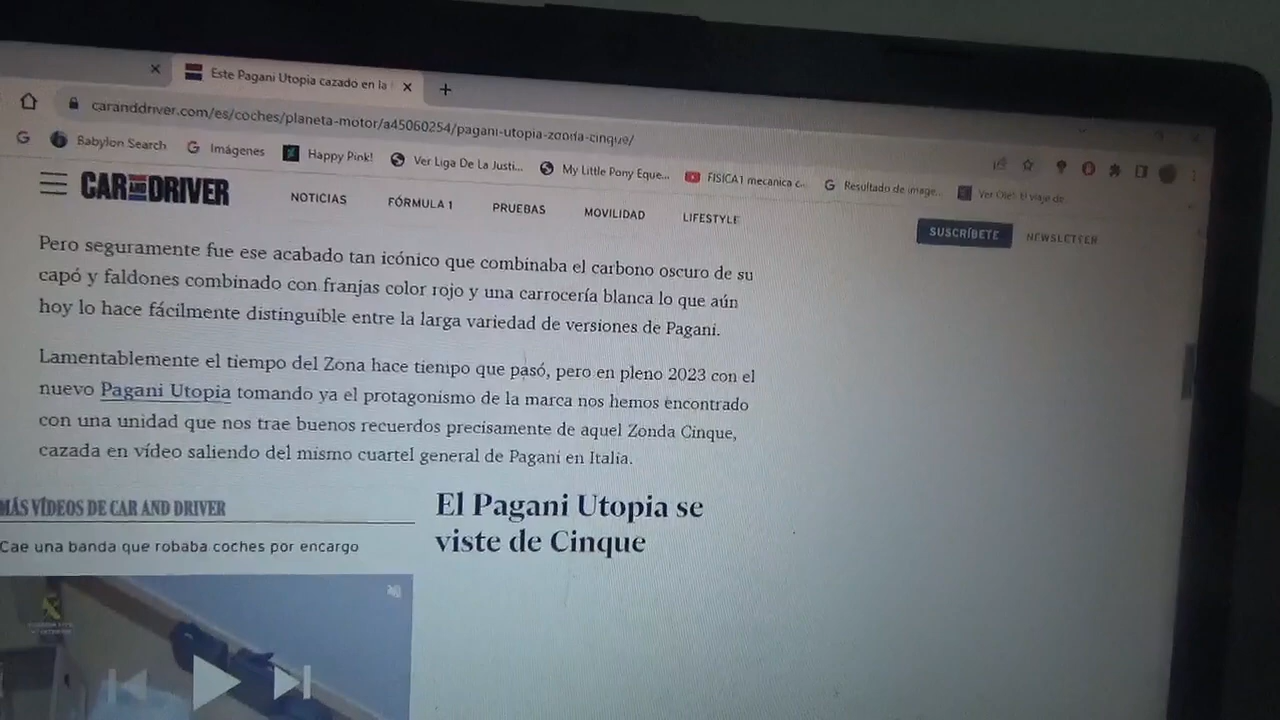 Este Pagani Utopia cazado en la
caranddriver.com/es/coches/planeta-motor/a45060254/pagani-utopia-zonda-cinque/
Babylon Search Imágenes Happy Pink! Ver Liga De La Justi... My Little Pony Eque... FISICA1 mecanica c... Resultado de image... Ver Ole! El viaje de
CAR AND DRIVER NOTICIAS FÓRMULA 1 PRUEBAS MOVILIDAD LIFESTYLE SUSCRÍBETE NEWSLETTER
Pero seguramente fue ese acabado tan icónico que combinaba el carbono oscuro de su
capó y faldones combinado con franjas color rojo y una carrocería blanca lo que aún
hoy lo hace fácilmente distinguible entre la larga variedad de versiones de Pagani.
Lamentablemente el tiempo del Zona hace tiempo que pasó, pero en pleno 2023 con el
nuevo Pagani Utopia tomando ya el protagonismo de la marca nos hemos encontrado
con una unidad que nos trae buenos recuerdos precisamente de aquel Zonda Cinque,
cazada en vídeo saliendo del mismo cuartel general de Pagani en Italia.
MÁS VÍDEOS DE CAR AND DRIVER
Cae una banda que robaba coches por encargo
El Pagani Utopia se
viste de Cinque